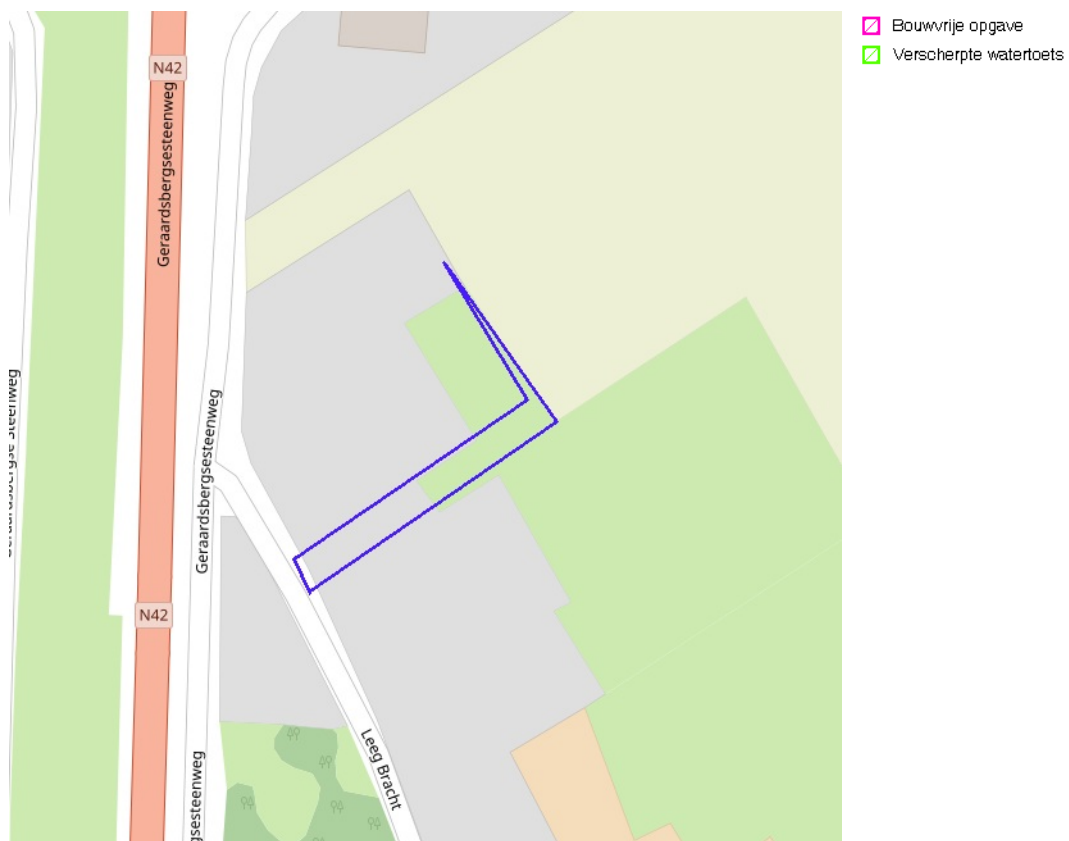 Bouwvrije opgave
Verscherpte watertoets
N42
Geraardsbergsesteenweg
Geraardsbergsesteenweg
N42
Leeg Bracht
gsesteenweg